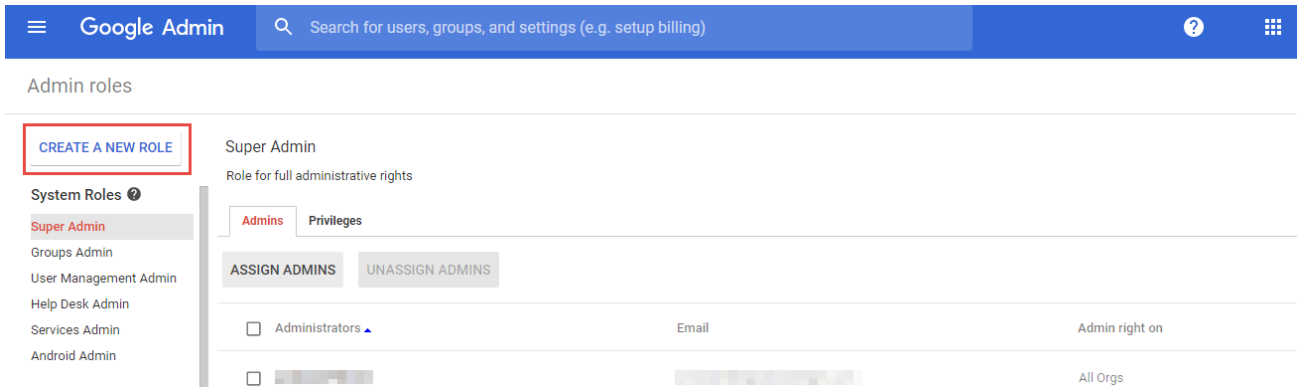 Google Admin
Search for users, groups, and settings (e.g. setup billing)
Admin roles
CREATE A NEW ROLE
System Roles
Super Admin
Groups Admin
User Management Admin
Help Desk Admin
Services Admin
Android Admin
Super Admin
Role for full administrative rights
Admins Privileges
ASSIGN ADMINS UNASSIGN ADMINS
Administrators Email Admin right on
All Orgs